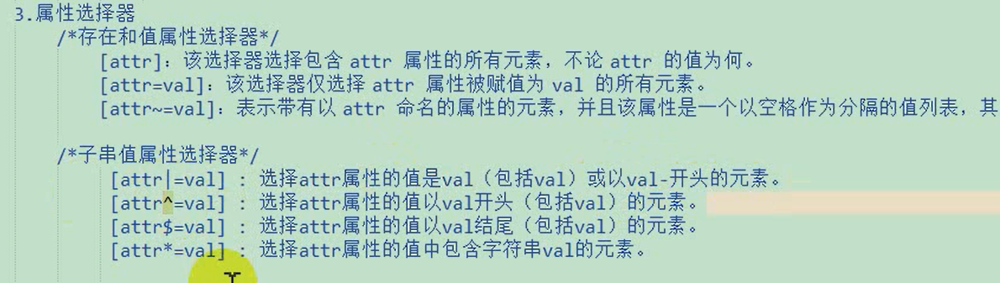 3.属性选择器
/*存在和值属性选择器*/
[attr]：该选择器选择包含 attr 属性的所有元素，不论 attr 的值为何。
[attr=val]：该选择器仅选择 attr 属性被赋值为 val 的所有元素。
[attr~=val]：表示带有以 attr 命名的属性的元素，并且该属性是一个以空格作为分隔的值列表，其
/*子串值属性选择器*/
[attr|=val] : 选择attr属性的值是val（包括val）或以val-开头的元素。
[attr^=val] : 选择attr属性的值以val开头（包括val）的元素。
[attr$=val] : 选择attr属性的值以val结尾（包括val）的元素。
[attr*=val] : 选择attr属性的值中包含字符串val的元素。